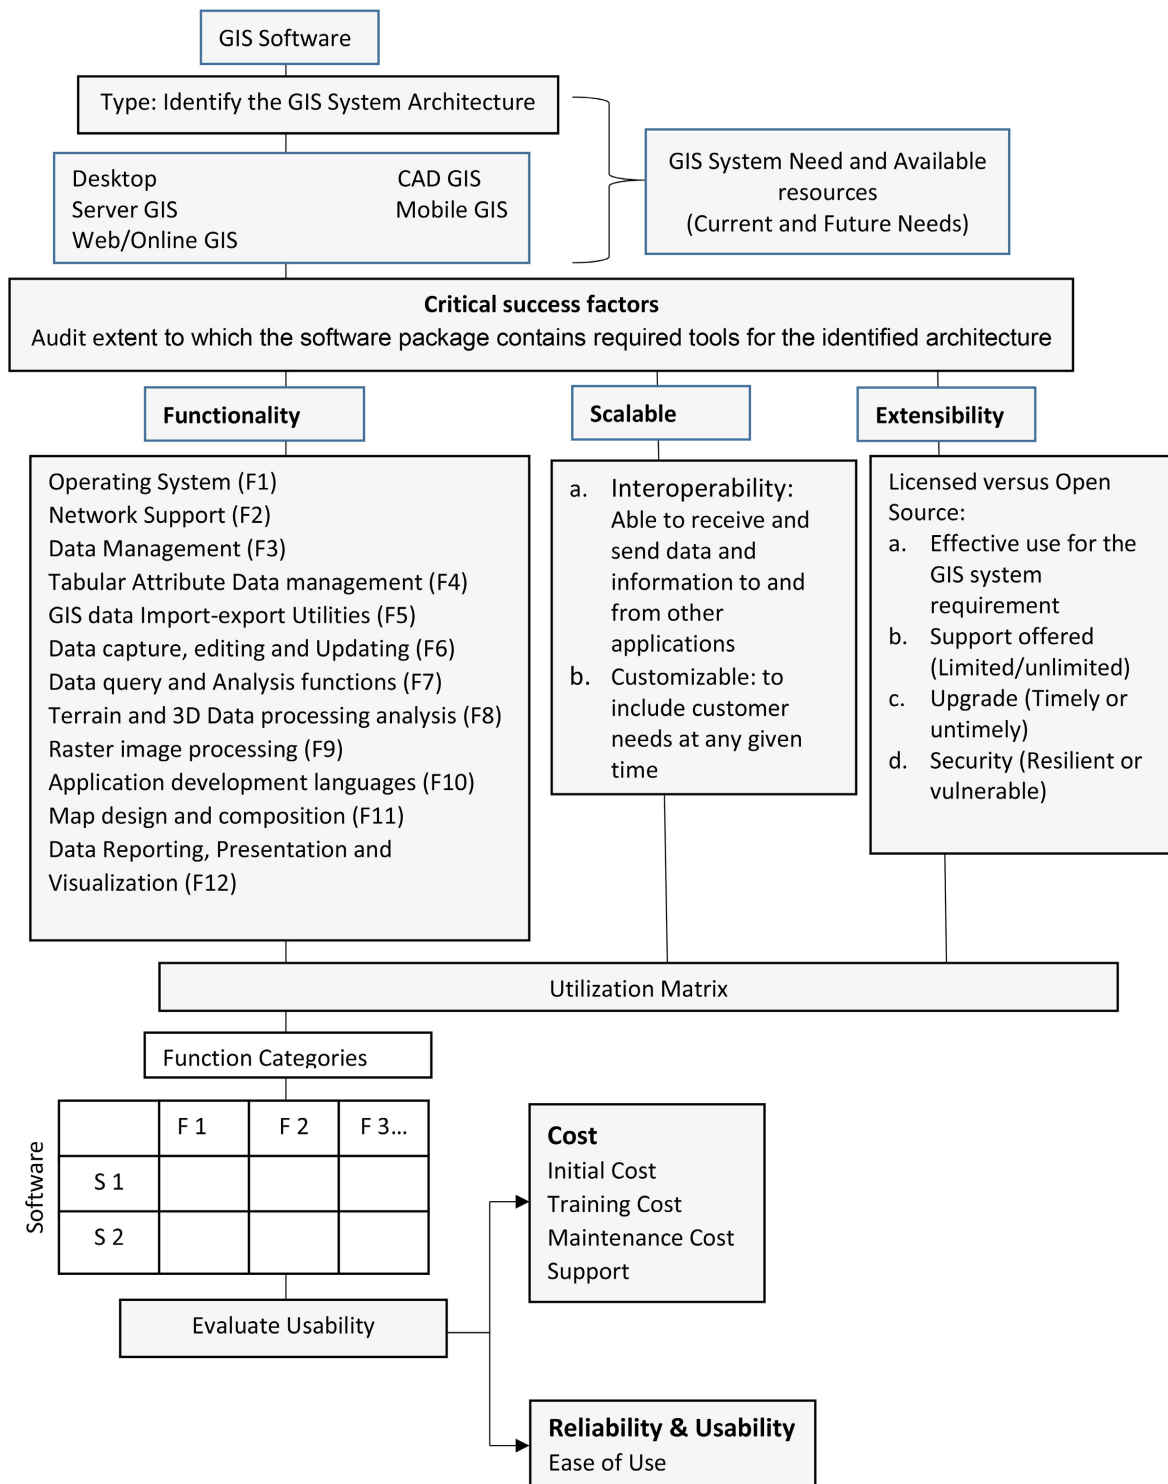 GIS Software
Type: Identify the GIS System Architecture
Desktop CAD GIS
Server GIS Mobile GIS
Web/Online GIS
GIS System Need and Available
resources
(Current and Future Needs)
Critical success factors
Audit extent to which the software package contains required tools for the identified architecture
Functionality
Operating System (F1)
Network Support (F2)
Data Management (F3)
Tabular Attribute Data management (F4)
GIS data Import-export Utilities (F5)
Data capture, editing and Updating (F6)
Data query and Analysis functions (F7)
Terrain and 3D Data processing analysis (F8)
Raster image processing (F9)
Application development languages (F10)
Map design and composition (F11)
Data Reporting, Presentation and
Visualization (F12)
Scalable
a. Interoperability:
Able to receive and
send data and
information to and
from other
applications
b. Customizable: to
include customer
needs at any given
time
Extensibility
Licensed versus Open
Source:
a. Effective use for the
GIS system
requirement
b. Support offered
(Limited/unlimited)
c. Upgrade (Timely or
untimely)
d. Security (Resilient or
vulnerable)
Utilization Matrix
Function Categories
Software
F 1 F 2 F 3...
S 1
S 2
Evaluate Usability
Cost
Initial Cost
Training Cost
Maintenance Cost
Support
Reliability & Usability
Ease of Use